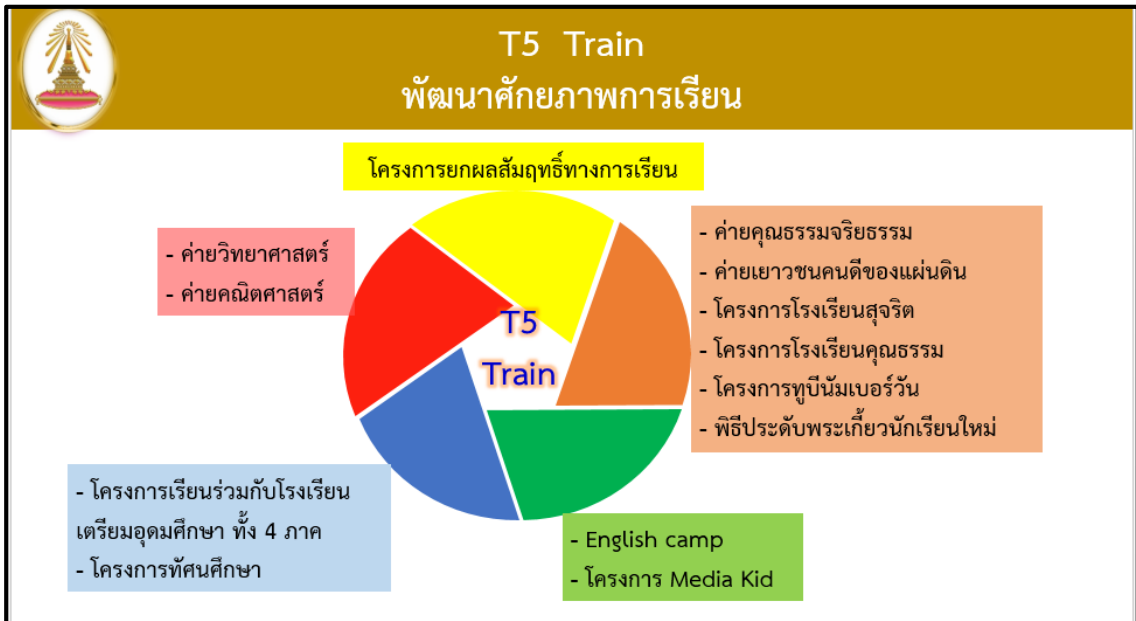 T5 Train
พัฒนาศักยภาพการเรียน
โครงการยกผลสัมฤทธิ์ทางการเรียน
- ค่ายวิทยาศาสตร์
- ค่ายคณิตศาสตร์
- ค่ายคุณธรรมจริยธรรม
- ค่ายเยาวชนคนดีของแผ่นดิน
- โครงการโรงเรียนสุจริต
- โครงการโรงเรียนคุณธรรม
- โครงการทูบีนัมเบอร์วัน
- พิธีประดับพระเกี้ยวนักเรียนใหม่
T5
Train
- โครงการเรียนร่วมกับโรงเรียน
เตรียมอุดมศึกษา ทั้ง 4 ภาค
- โครงการทัศนศึกษา
- English camp
- โครงการ Media Kid